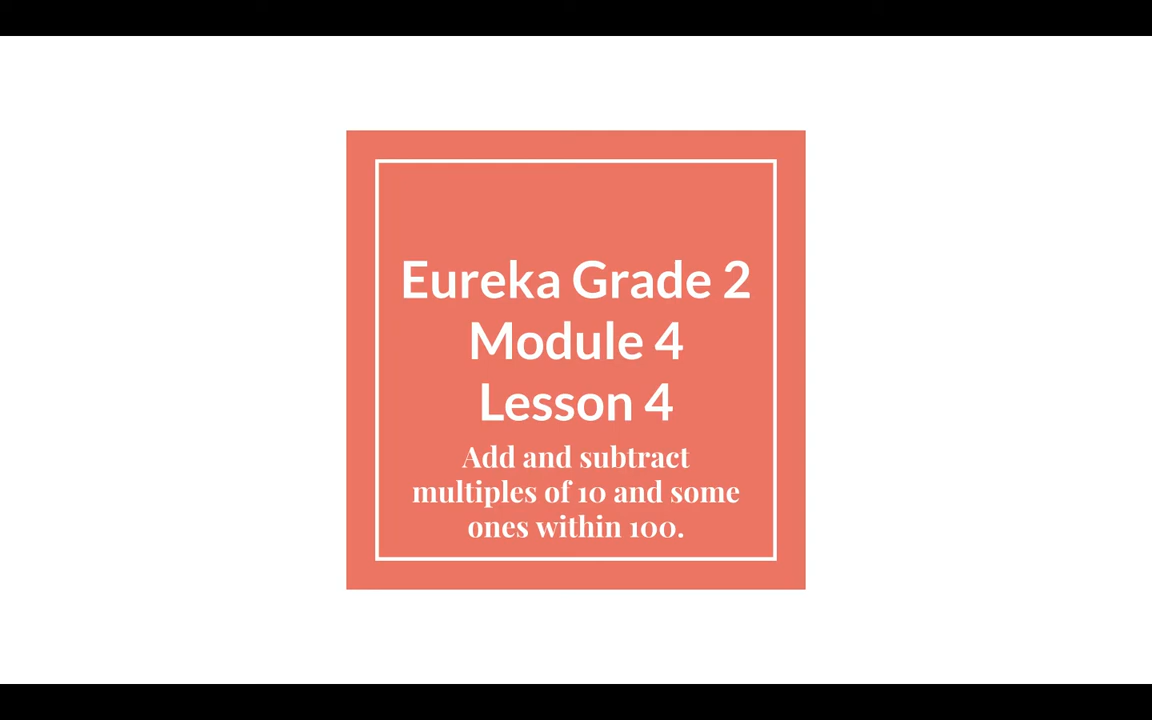 Eureka Grade 2
Module 4
Lesson 4
Add and subtract
multiples of 10 and some
ones within 100.